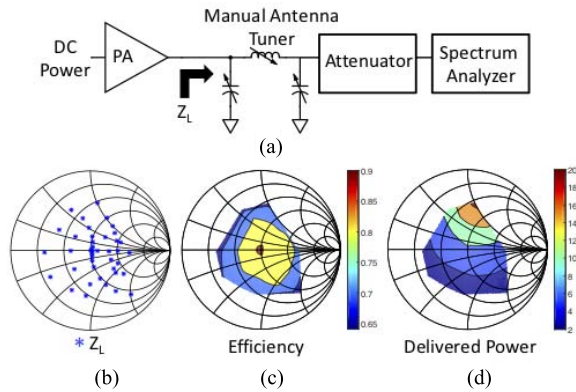 Manual Antenna
Tuner
DC
Power
PA
Z_L
Attenuator
Spectrum
Analyzer
(a)
0.9
0.85
0.8
0.75
0.7
0.65
20
18
16
14
12
10
8
6
4
2
* Z_L
Efficiency
Delivered Power
(b)
(c)
(d)